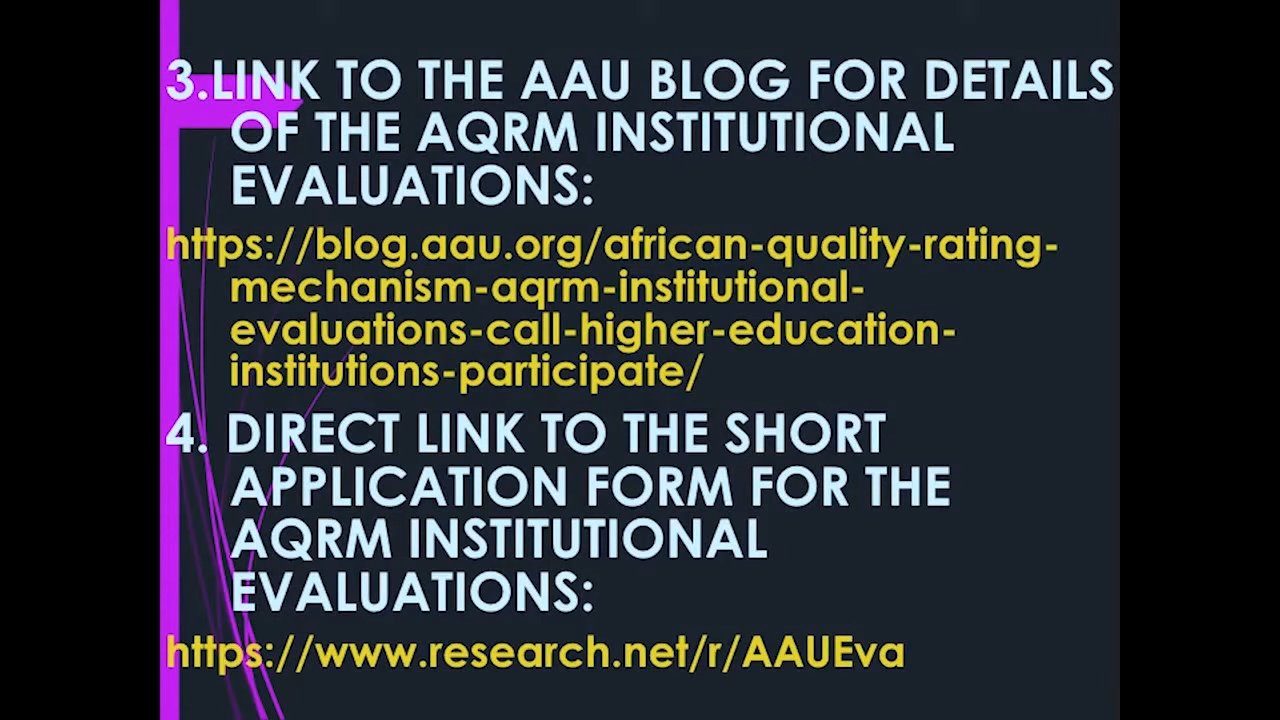 3.LINK TO THE AAU BLOG FOR DETAILS
OF THE AQRM INSTITUTIONAL
EVALUATIONS:
https://blog.aau.org/african-quality-rating-
mechanism-aqrm-institutional-
evaluations-call-higher-education-
institutions-participate/
4. DIRECT LINK TO THE SHORT
APPLICATION FORM FOR THE
AQRM INSTITUTIONAL
EVALUATIONS:
https://www.research.net/r/AAUEva